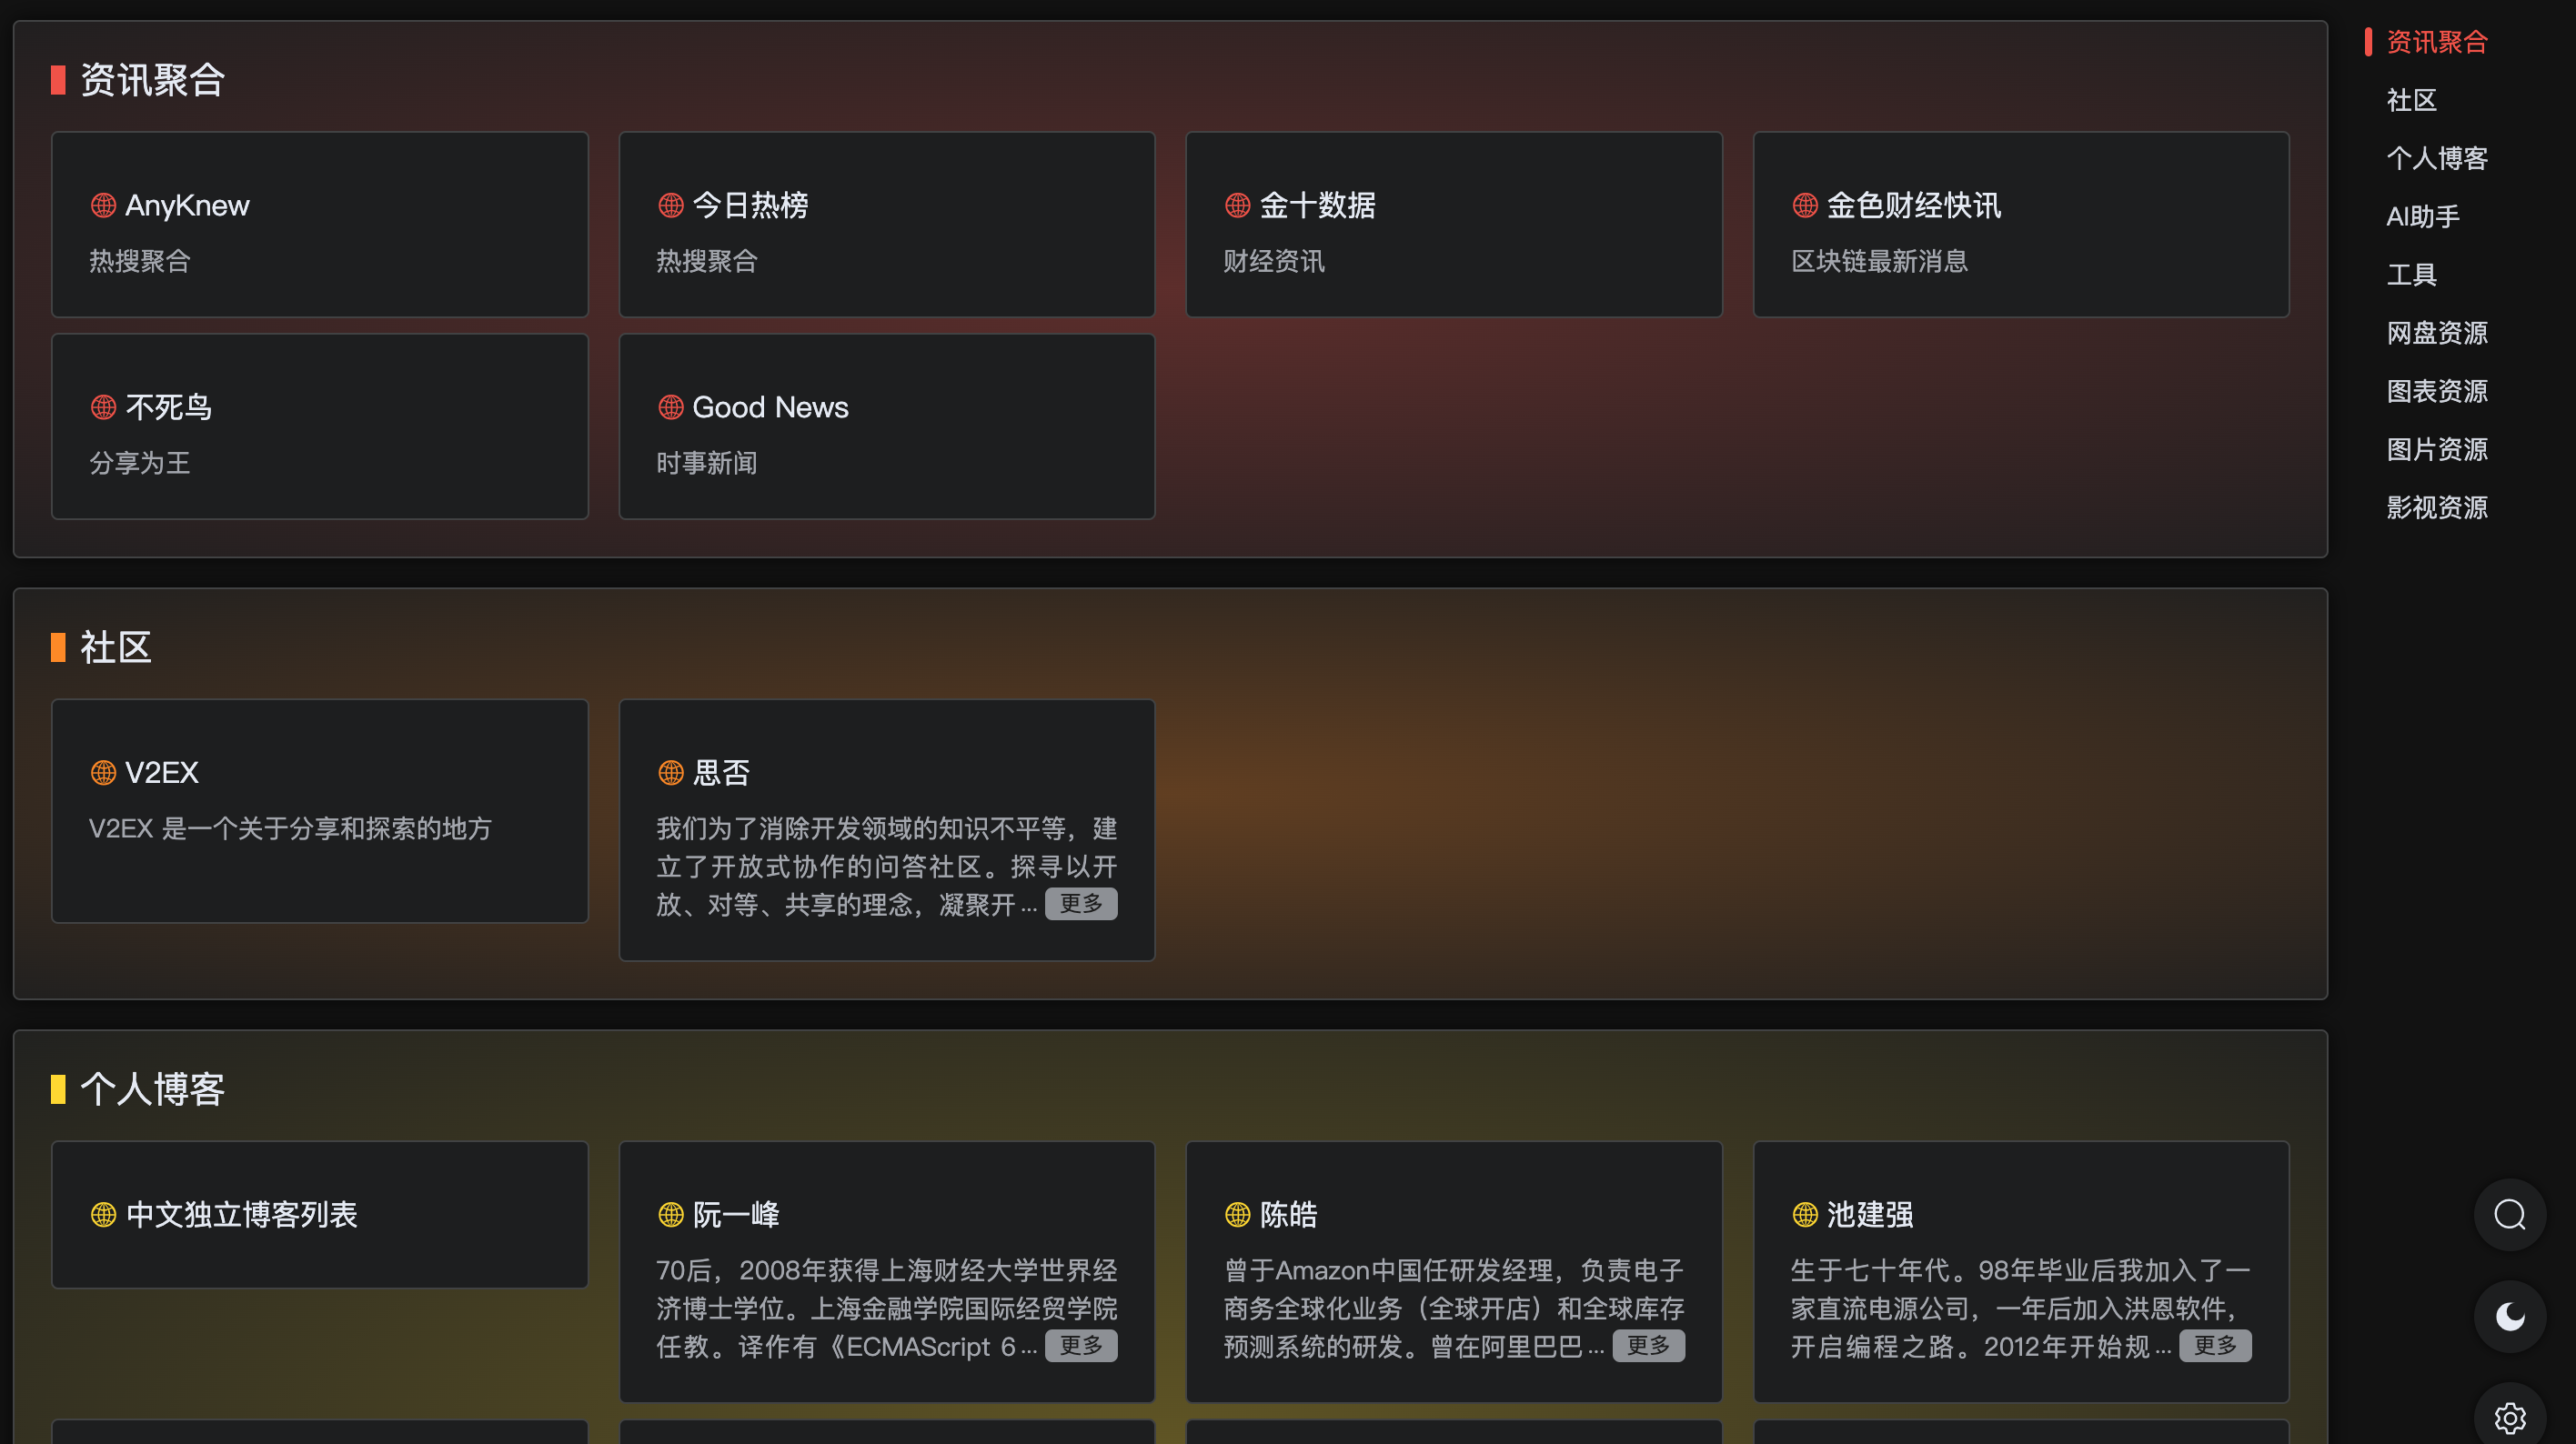 资讯聚合
AnyKnew
热搜聚合
今日热榜
热搜聚合
金十数据
财经资讯
金色财经快讯
区块链最新消息
不死鸟
分享为王
Good News
时事新闻
社区
V2EX
V2EX 是一个关于分享和探索的地方
思否
我们为了消除开发领域的知识不平等，建
立了开放式协作的问答社区。探寻以开
放、对等、共享的理念，凝聚开... 更多
个人博客
中文独立博客列表
阮一峰
70后，2008年获得上海财经大学世界经
济博士学位。上海金融学院国际经贸学院
任教。译作有《ECMAScript 6... 更多
陈皓
曾于Amazon中国任研发经理，负责电子
商务全球化业务（全球开店）和全球库存
预测系统的研发。曾在阿里巴巴... 更多
池建强
生于七十年代。98年毕业后我加入了一
家直流电源公司，一年后加入洪恩软件，
开启编程之路。2012年开始规... 更多
资讯聚合
社区
个人博客
AI助手
工具
网盘资源
图表资源
图片资源
影视资源